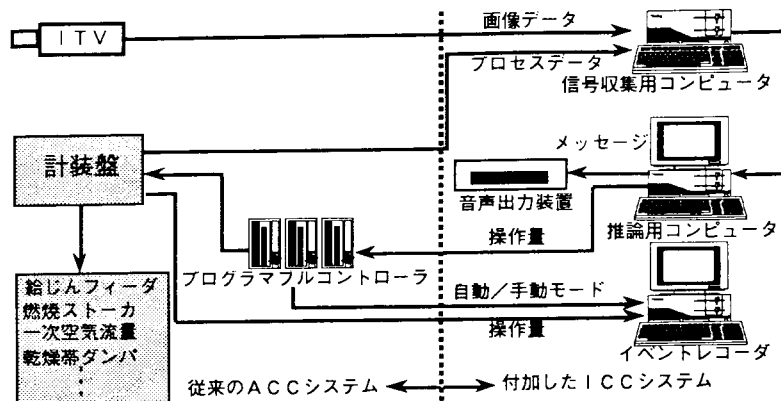 ITV
画像データ
プロセスデータ
信号収集用コンピュータ
計装盤
メッセージ
音声出力装置
推論用コンピュータ
操作量
プログラマブルコントローラ
自動/手動モード
操作量
イベントレコーダ
給じんフィーダ
燃焼ストーカ
一次空気流量
乾燥帯ダンパ
従来のACCシステム
付加したICCシステム